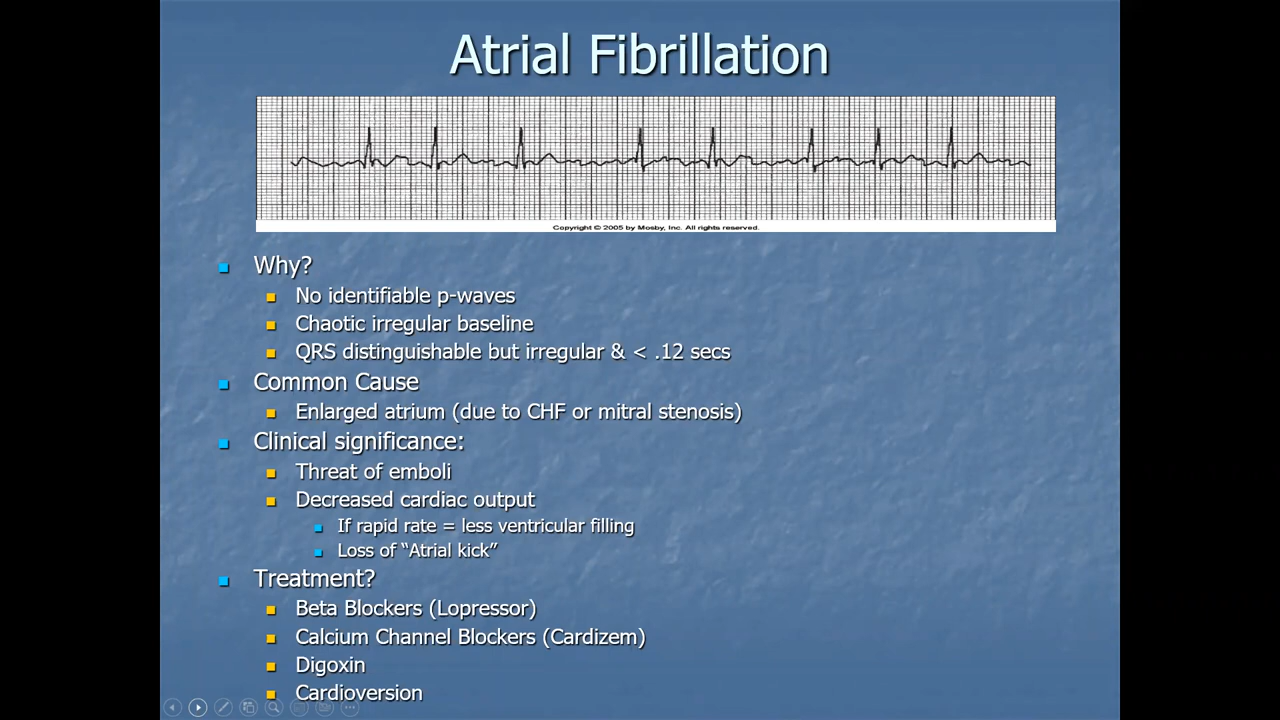 Atrial Fibrillation
Copyright © 2005 by Mosby, Inc. All rights reserved.
Why?
No identifiable p-waves
Chaotic irregular baseline
QRS distinguishable but irregular & < .12 secs
Common Cause
Enlarged atrium (due to CHF or mitral stenosis)
Clinical significance:
Threat of emboli
Decreased cardiac output
If rapid rate = less ventricular filling
Loss of “Atrial kick”
Treatment?
Beta Blockers (Lopressor)
Calcium Channel Blockers (Cardizem)
Digoxin
Cardioversion